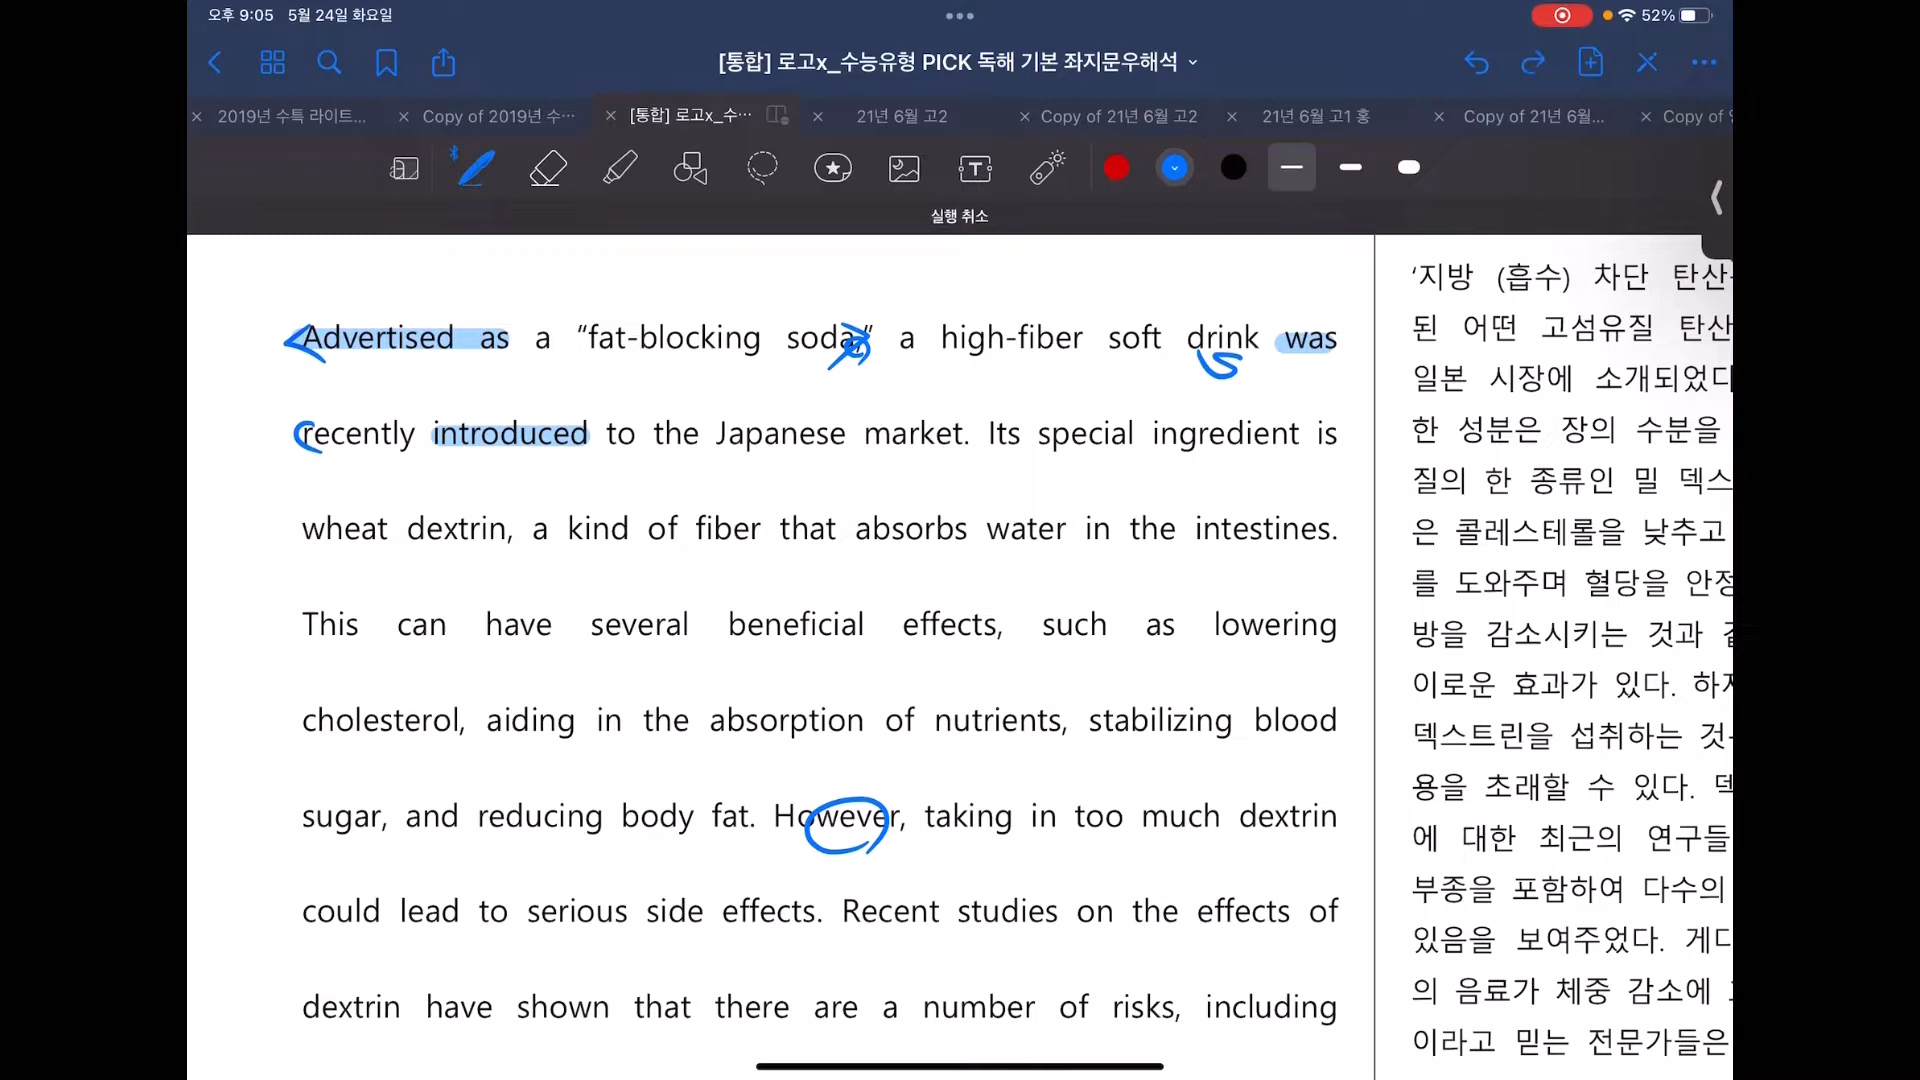 오후 9:05 5월 24일 화요일
52%
[통합] 로고x_수능유형 PICK 독해 기본 좌지문우해석
2019년 수특 라이트... Copy of 2019년 수... [통합] 로고x_수... 21년 6월 고2 Copy of 21년 6월 고2 21년 6월 고1 홍 Copy of 21년 6월... Copy of
실행 취소
Advertised as a “fat-blocking soda,” a high-fiber soft drink was
recently introduced to the Japanese market. Its special ingredient is
wheat dextrin, a kind of fiber that absorbs water in the intestines.
This can have several beneficial effects, such as lowering
cholesterol, aiding in the absorption of nutrients, stabilizing blood
sugar, and reducing body fat. However, taking in too much dextrin
could lead to serious side effects. Recent studies on the effects of
dextrin have shown that there are a number of risks, including
‘지방 (흡수) 차단 탄산
된 어떤 고섬유질 탄산
일본 시장에 소개되었다
한 성분은 장의 수분을
질의 한 종류인 밀 덱스
은 콜레스테롤을 낮추고
를 도와주며 혈당을 안정
방을 감소시키는 것과
이로운 효과가 있다. 하지
덱스트린을 섭취하는 것
용을 초래할 수 있다. 덱
에 대한 최근의 연구들
부종을 포함하여 다수의
있음을 보여주었다. 게다
의 음료가 체중 감소에
이라고 믿는 전문가들은